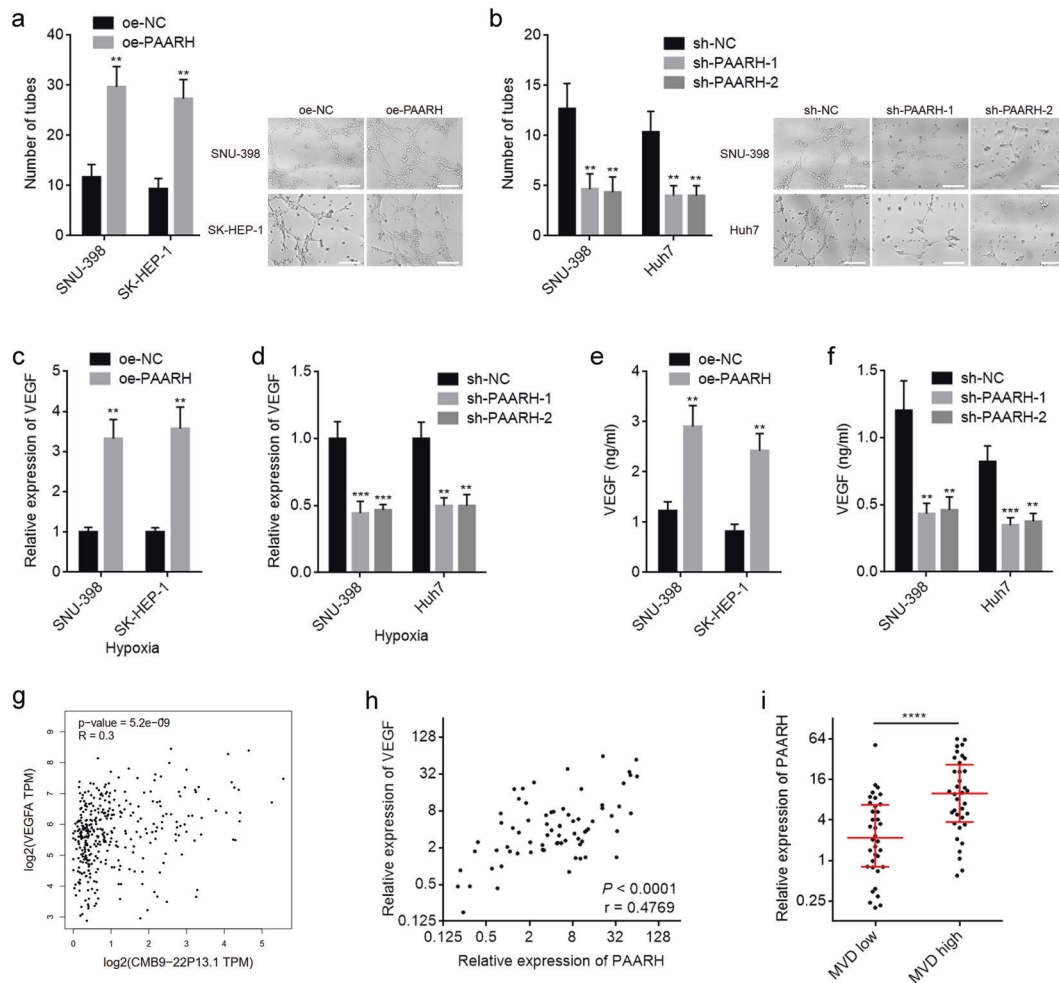 a
oe-NC
oe-PAARH
Number of tubes
40
30
20
10
0
**
**
SNU-398
SK-HEP-1
oe-NC
oe-PAARH
SNU-398
SK-HEP-1
b
sh-NC
sh-PAARH-1
sh-PAARH-2
Number of tubes
20
15
10
5
0
** **
** **
SNU-398
Huh7
sh-NC
sh-PAARH-1
sh-PAARH-2
SNU-398
Huh7
c
oe-NC
oe-PAARH
Relative expression of VEGF
5
4
3
2
1
0
**
**
SNU-398
SK-HEP-1
Hypoxia
d
sh-NC
sh-PAARH-1
sh-PAARH-2
Relative expression of VEGF
1.5
1.0
0.5
0.0
*** ***
** **
SNU-398
Huh7
Hypoxia
e
oe-NC
oe-PAARH
VEGF (ng/ml)
4
3
2
1
0
**
**
SNU-398
SK-HEP-1
f
sh-NC
sh-PAARH-1
sh-PAARH-2
VEGF (ng/ml)
1.5
1.0
0.5
0.0
** **
*** **
SNU-398
Huh7
g
p-value = 5.2e-09
R = 0.3
log2(VEGFA TPM)
9
8
7
6
5
4
3
0 1 2 3 4 5
log2(CMB9-22P13.1 TPM)
h
Relative expression of VEGF
128
32
8
2
0.5
0.125
P < 0.0001
r = 0.4769
0.125 0.5 2 8 32 128
Relative expression of PAARH
i
Relative expression of PAARH
64
16
4
1
0.25
****
MVD low
MVD high